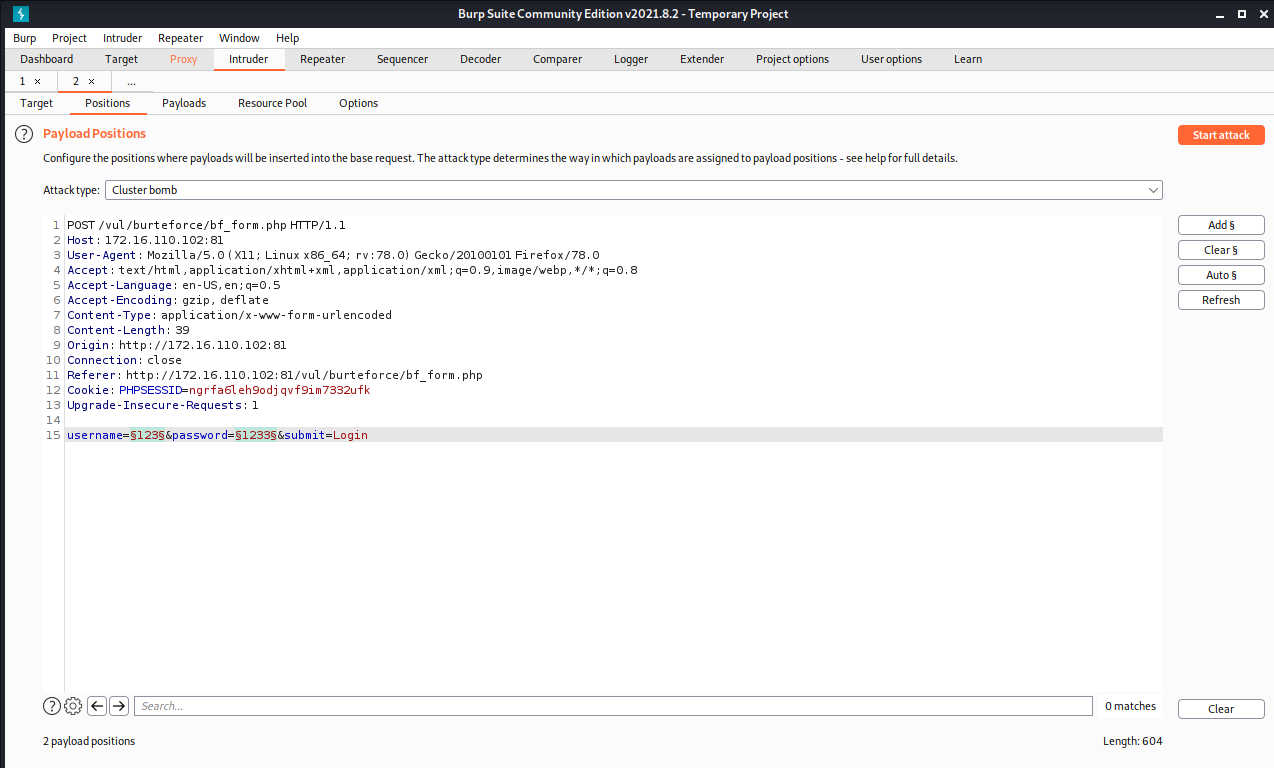 Burp Suite Community Edition v2021.8.2 - Temporary Project
Burp Project Intruder Repeater Window Help
Dashboard Target Proxy Intruder Repeater Sequencer Decoder Comparer Logger Extender Project options User options Learn
1 × 2 × ...
Target Positions Payloads Resource Pool Options
? Payload Positions Start attack
Configure the positions where payloads will be inserted into the base request. The attack type determines the way in which payloads are assigned to payload positions - see help for full details.
Attack type: Cluster bomb
1 POST /vul/burteforce/bf_form.php HTTP/1.1 Add §
2 Host: 172.16.110.102:81
3 User-Agent: Mozilla/5.0 (X11; Linux x86_64; rv:78.0) Gecko/20100101 Firefox/78.0 Clear §
4 Accept: text/html,application/xhtml+xml,application/xml;q=0.9,image/webp,*/*;q=0.8
5 Accept-Language: en-US,en;q=0.5 Auto §
6 Accept-Encoding: gzip, deflate
7 Content-Type: application/x-www-form-urlencoded Refresh
8 Content-Length: 39
9 Origin: http://172.16.110.102:81
10 Connection: close
11 Referer: http://172.16.110.102:81/vul/burteforce/bf_form.php
12 Cookie: PHPSESSID=ngrfa6leh9odjqvf9im7332ufk
13 Upgrade-Insecure-Requests: 1
14
15 username=§123§&password=§1233§&submit=Login
? Search... 0 matches Clear
2 payload positions Length: 604